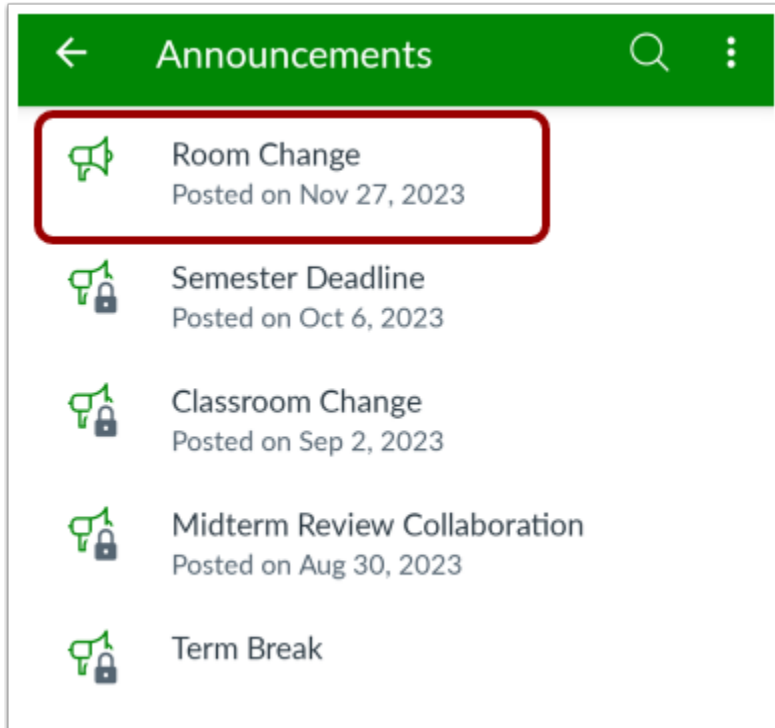 Announcements
Room Change
Posted on Nov 27, 2023
Semester Deadline
Posted on Oct 6, 2023
Classroom Change
Posted on Sep 2, 2023
Midterm Review Collaboration
Posted on Aug 30, 2023
Term Break